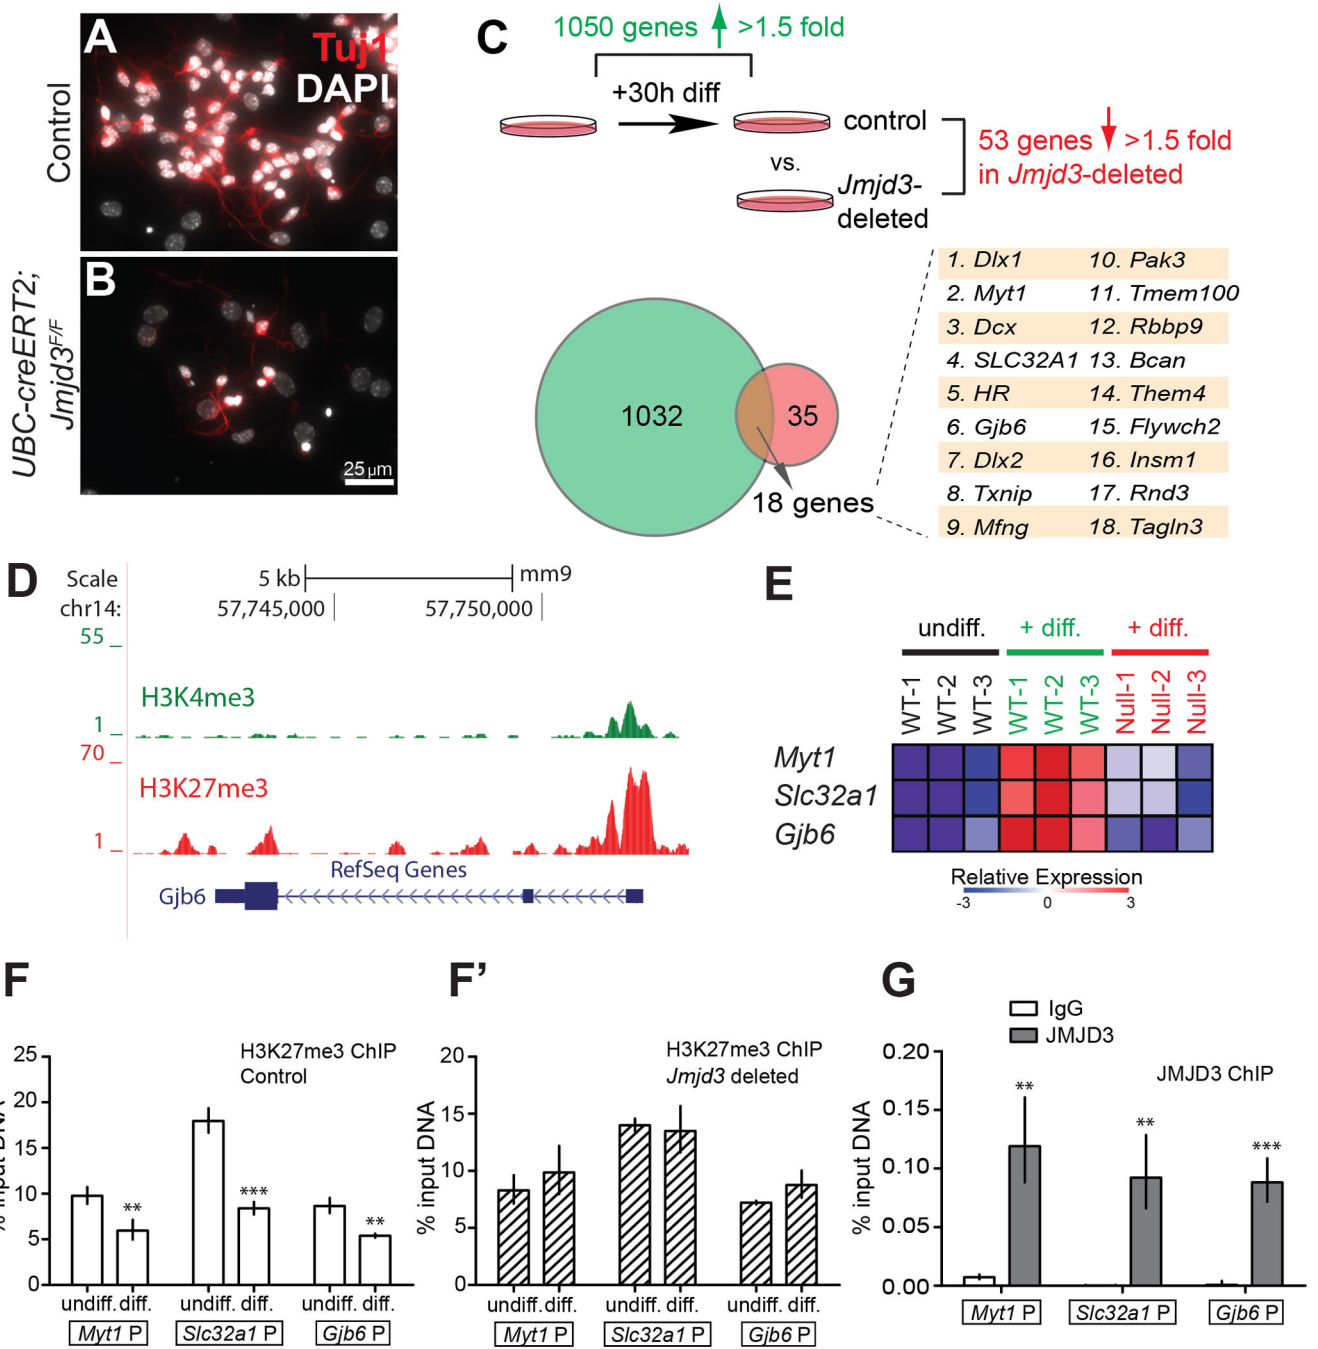 A
Tuj1
DAPI
Control
B
UBC-creERT2;
Jmjd3F/F
25 µm
C
1050 genes >1.5 fold
+30h diff
control
vs.
Jmjd3-
deleted
53 genes >1.5 fold
in Jmjd3-deleted
1032
35
18 genes
1. Dlx1 10. Pak3
2. Myt1 11. Tmem100
3. Dcx 12. Rbbp9
4. SLC32A1 13. Bcan
5. HR 14. Them4
6. Gjb6 15. Flywch2
7. Dlx2 16. Insm1
8. Txnip 17. Rnd3
9. Mfng 18. Tagln3
D
Scale 5 kb mm9
chr14: 57,745,000 57,750,000
55
H3K4me3
1
70
H3K27me3
1
RefSeq Genes
Gjb6
E
undiff. + diff. + diff.
WT-1 WT-2 WT-3 WT-1 WT-2 WT-3 Null-1 Null-2 Null-3
Myt1
Slc32a1
Gjb6
Relative Expression
-3 0 3
F
H3K27me3 ChIP
Control
% input DNA
25
20
15
10
5
0
** *** **
undiff. diff. undiff. diff. undiff. diff.
Myt1 P Slc32a1 P Gjb6 P
F'
H3K27me3 ChIP
Jmjd3 deleted
% input DNA
20
15
10
5
0
undiff. diff. undiff. diff. undiff. diff.
Myt1 P Slc32a1 P Gjb6 P
G
IgG
JMJD3
JMJD3 ChIP
% input DNA
0.20
0.15
0.10
0.05
0.00
** ** ***
Myt1 P Slc32a1 P Gjb6 P